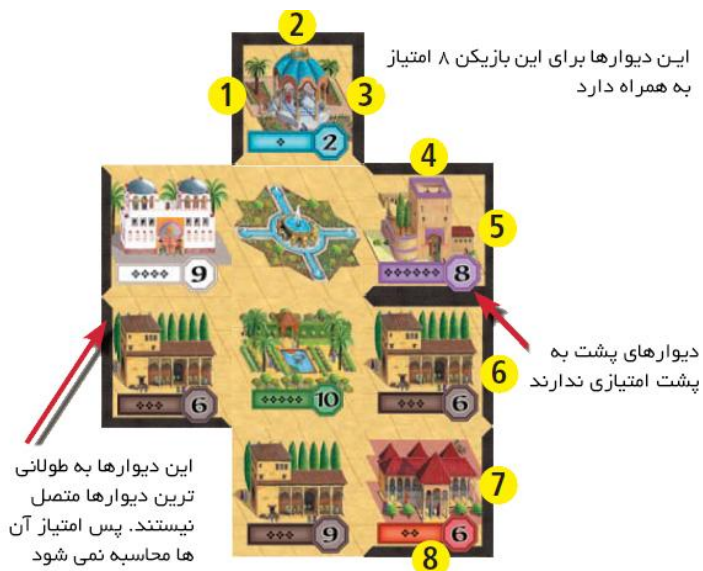 2
این دیوارها برای این بازیکن ۸ امتیاز
به همراه دارد
1
3
2
4
5
9
8
دیوارهای پشت به
پشت امتیازی ندارند
6
6
10
6
این دیوارها به طولانی
ترین دیوارها متصل
نیستند. پس امتیاز آن
ها محاسبه نمی شود
7
9
6
8